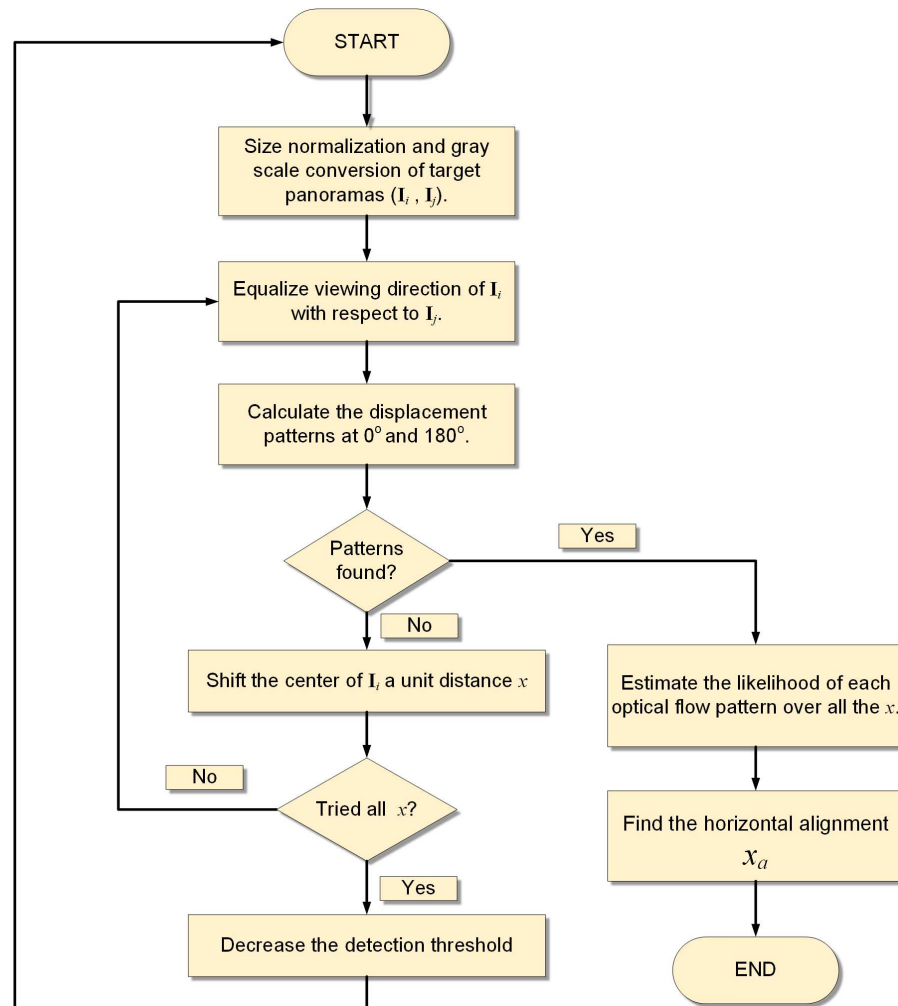 START
Size normalization and gray
scale conversion of target
panoramas (Iᵢ , Iⱼ).
Equalize viewing direction of Iᵢ
with respect to Iⱼ.
Calculate the displacement
patterns at 0° and 180°.
Patterns
found?
Yes
No
Shift the center of Iᵢ a unit distance x
Estimate the likelihood of each
optical flow pattern over all the x.
No
Tried all x?
Find the horizontal alignment
xₐ
Yes
Decrease the detection threshold
END